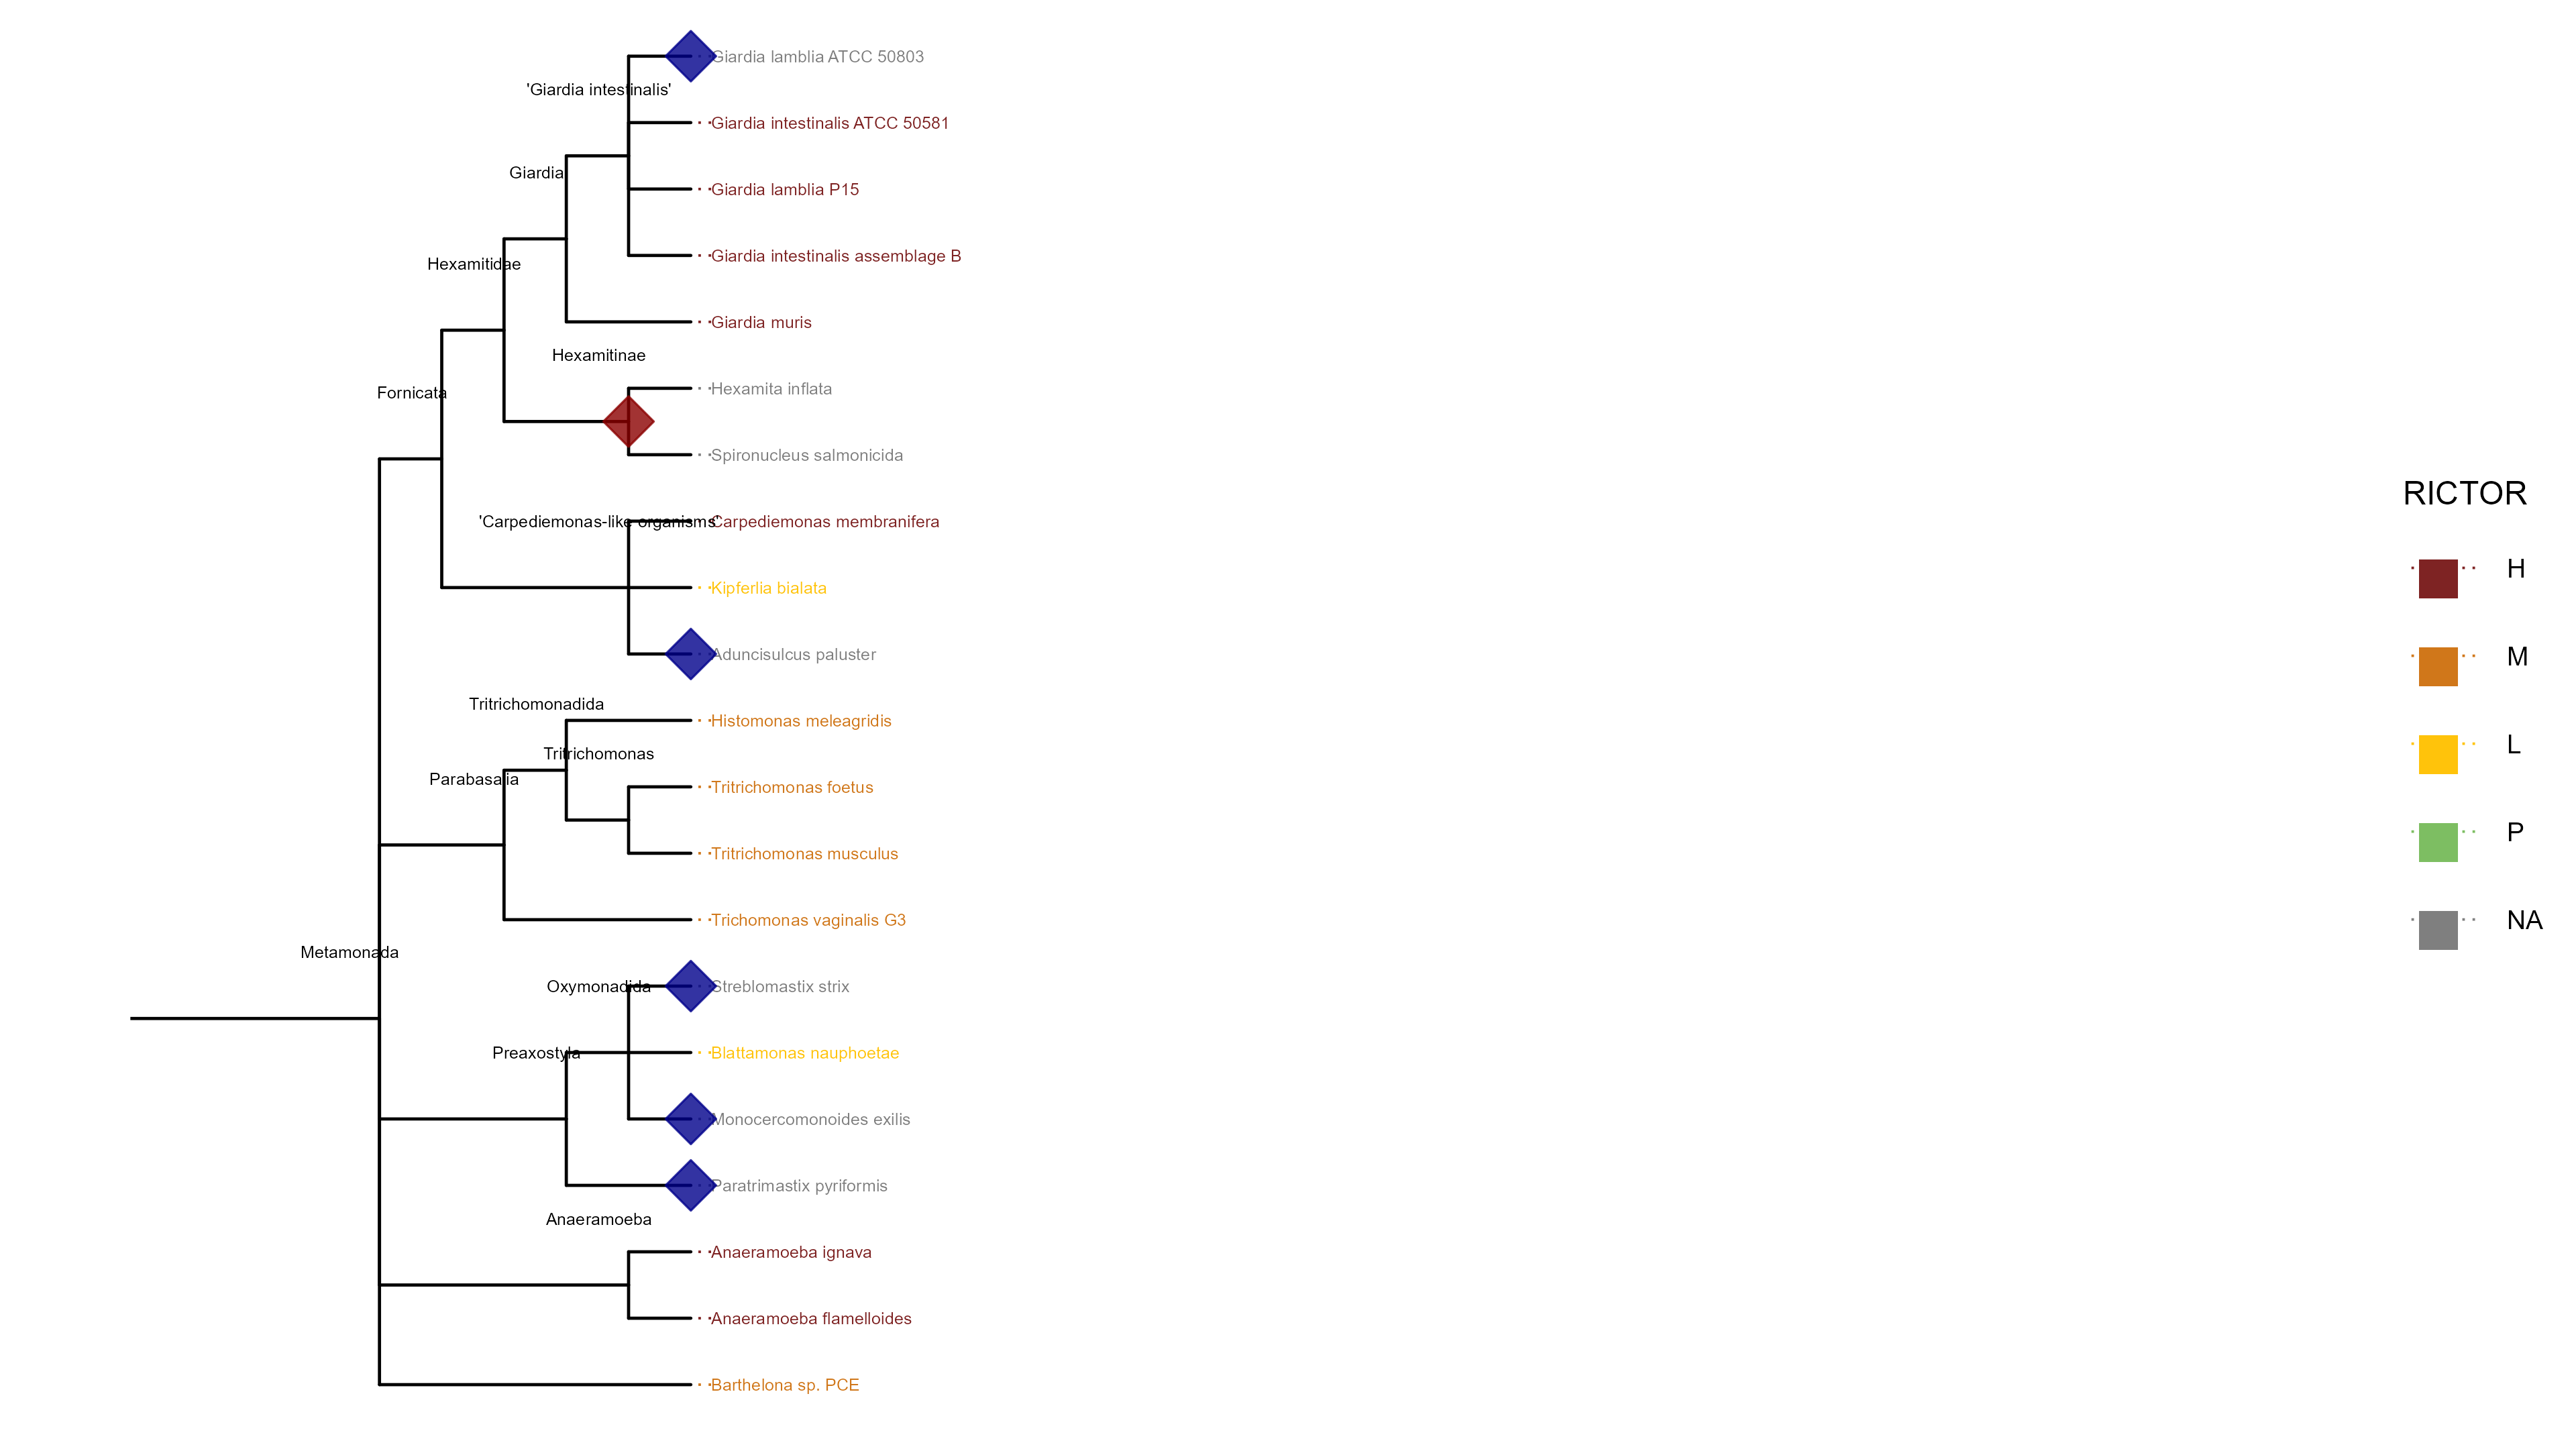 Giardia lamblia ATCC 50803
'Giardia intestinalis'
Giardia intestinalis ATCC 50581
Giardia
Giardia lamblia P15
Hexamitidae
Giardia intestinalis assemblage B
Giardia muris
Hexamitinae
Fornicata
Hexamita inflata
Spironucleus salmonicida
'Carpediemonas-like organisms'
Carpediemonas membranifera
Kipferlia bialata
Aduncisulcus paluster
Tritrichomonadida
Histomonas meleagridis
Tritrichomonas
Parabasalia
Tritrichomonas foetus
Tritrichomonas musculus
Trichomonas vaginalis G3
Metamonada
Oxymonadida
Streblomastix strix
Preaxostyla
Blattamonas nauphoetae
Monocercomonoides exilis
Paratrimastix pyriformis
Anaeramoeba
Anaeramoeba ignava
Anaeramoeba flamelloides
Barthelona sp. PCE
RICTOR
H
M
L
P
NA